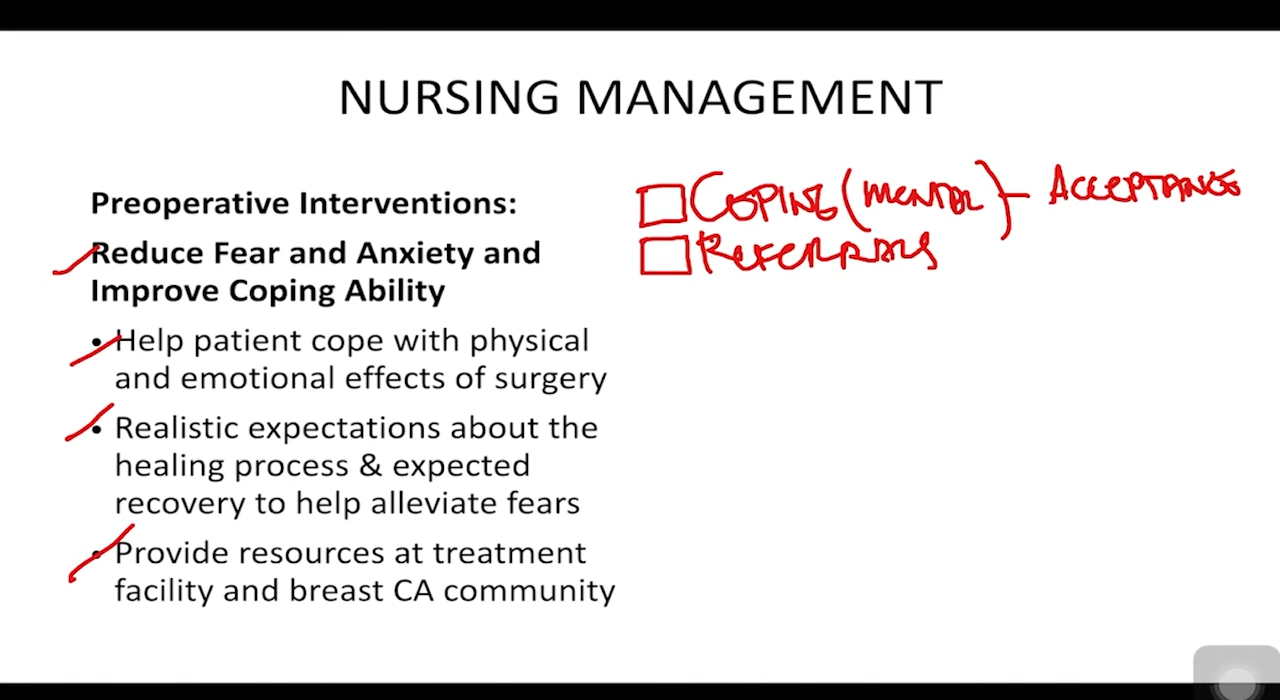 NURSING MANAGEMENT
Preoperative Interventions:
Reduce Fear and Anxiety and
Improve Coping Ability
• Help patient cope with physical
and emotional effects of surgery
• Realistic expectations about the
healing process & expected
recovery to help alleviate fears
• Provide resources at treatment
facility and breast CA community
COPING (MENTAL) - ACCEPTANCE
REFERRALS